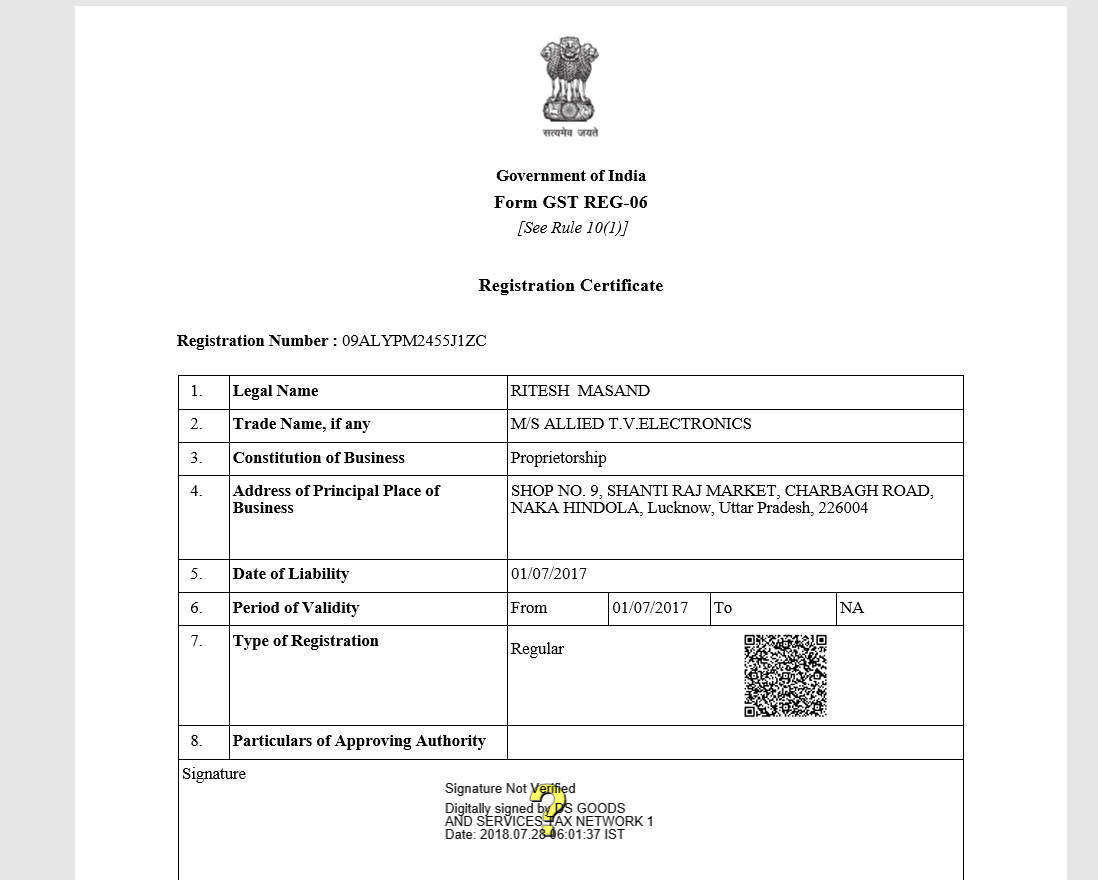 सत्यमेव जयते
Government of India
Form GST REG-06
[See Rule 10(1)]
Registration Certificate
Registration Number : 09ALYPM2455J1ZC
1. Legal Name RITESH MASAND
2. Trade Name, if any M/S ALLIED T.V.ELECTRONICS
3. Constitution of Business Proprietorship
4. Address of Principal Place of Business SHOP NO. 9, SHANTI RAJ MARKET, CHARBAGH ROAD,
NAKA HINDOLA, Lucknow, Uttar Pradesh, 226004
5. Date of Liability 01/07/2017
6. Period of Validity From 01/07/2017 To NA
7. Type of Registration Regular
8. Particulars of Approving Authority
Signature
Signature Not Verified
Digitally signed by DS GOODS
AND SERVICES TAX NETWORK 1
Date: 2018.07.28 06:01:37 IST